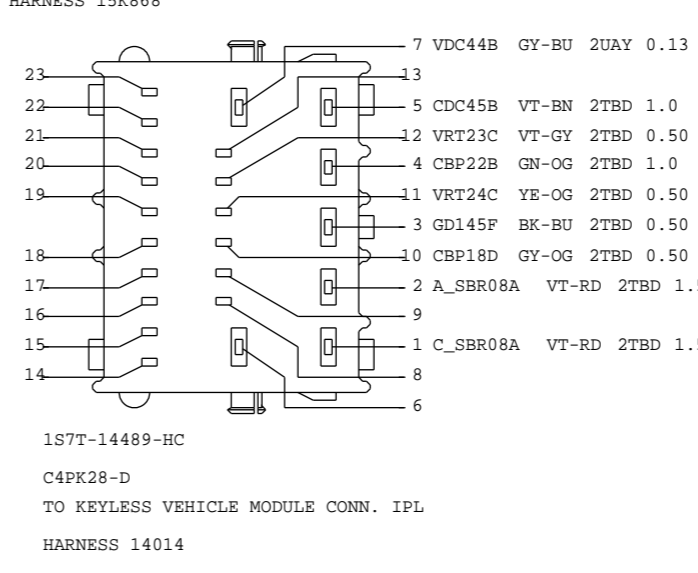 HARNESS 15K868
7 VDC44B GY-BU 2UAY 0.13
23
13
22
5 CDC45B VT-BN 2TBD 1.0
21
12 VRT23C VT-GY 2TBD 0.50
20
4 CBP22B GN-OG 2TBD 1.0
19
11 VRT24C YE-OG 2TBD 0.50
3 GD145F BK-BU 2TBD 0.50
18
10 CBP18D GY-OG 2TBD 0.50
17
2 A_SBR08A VT-RD 2TBD
16
9
15
1 C_SBR08A VT-RD 2TBD
14
8
6
1S7T-14489-HC
C4PK28-D
TO KEYLESS VEHICLE MODULE CONN. IPL
HARNESS 14014